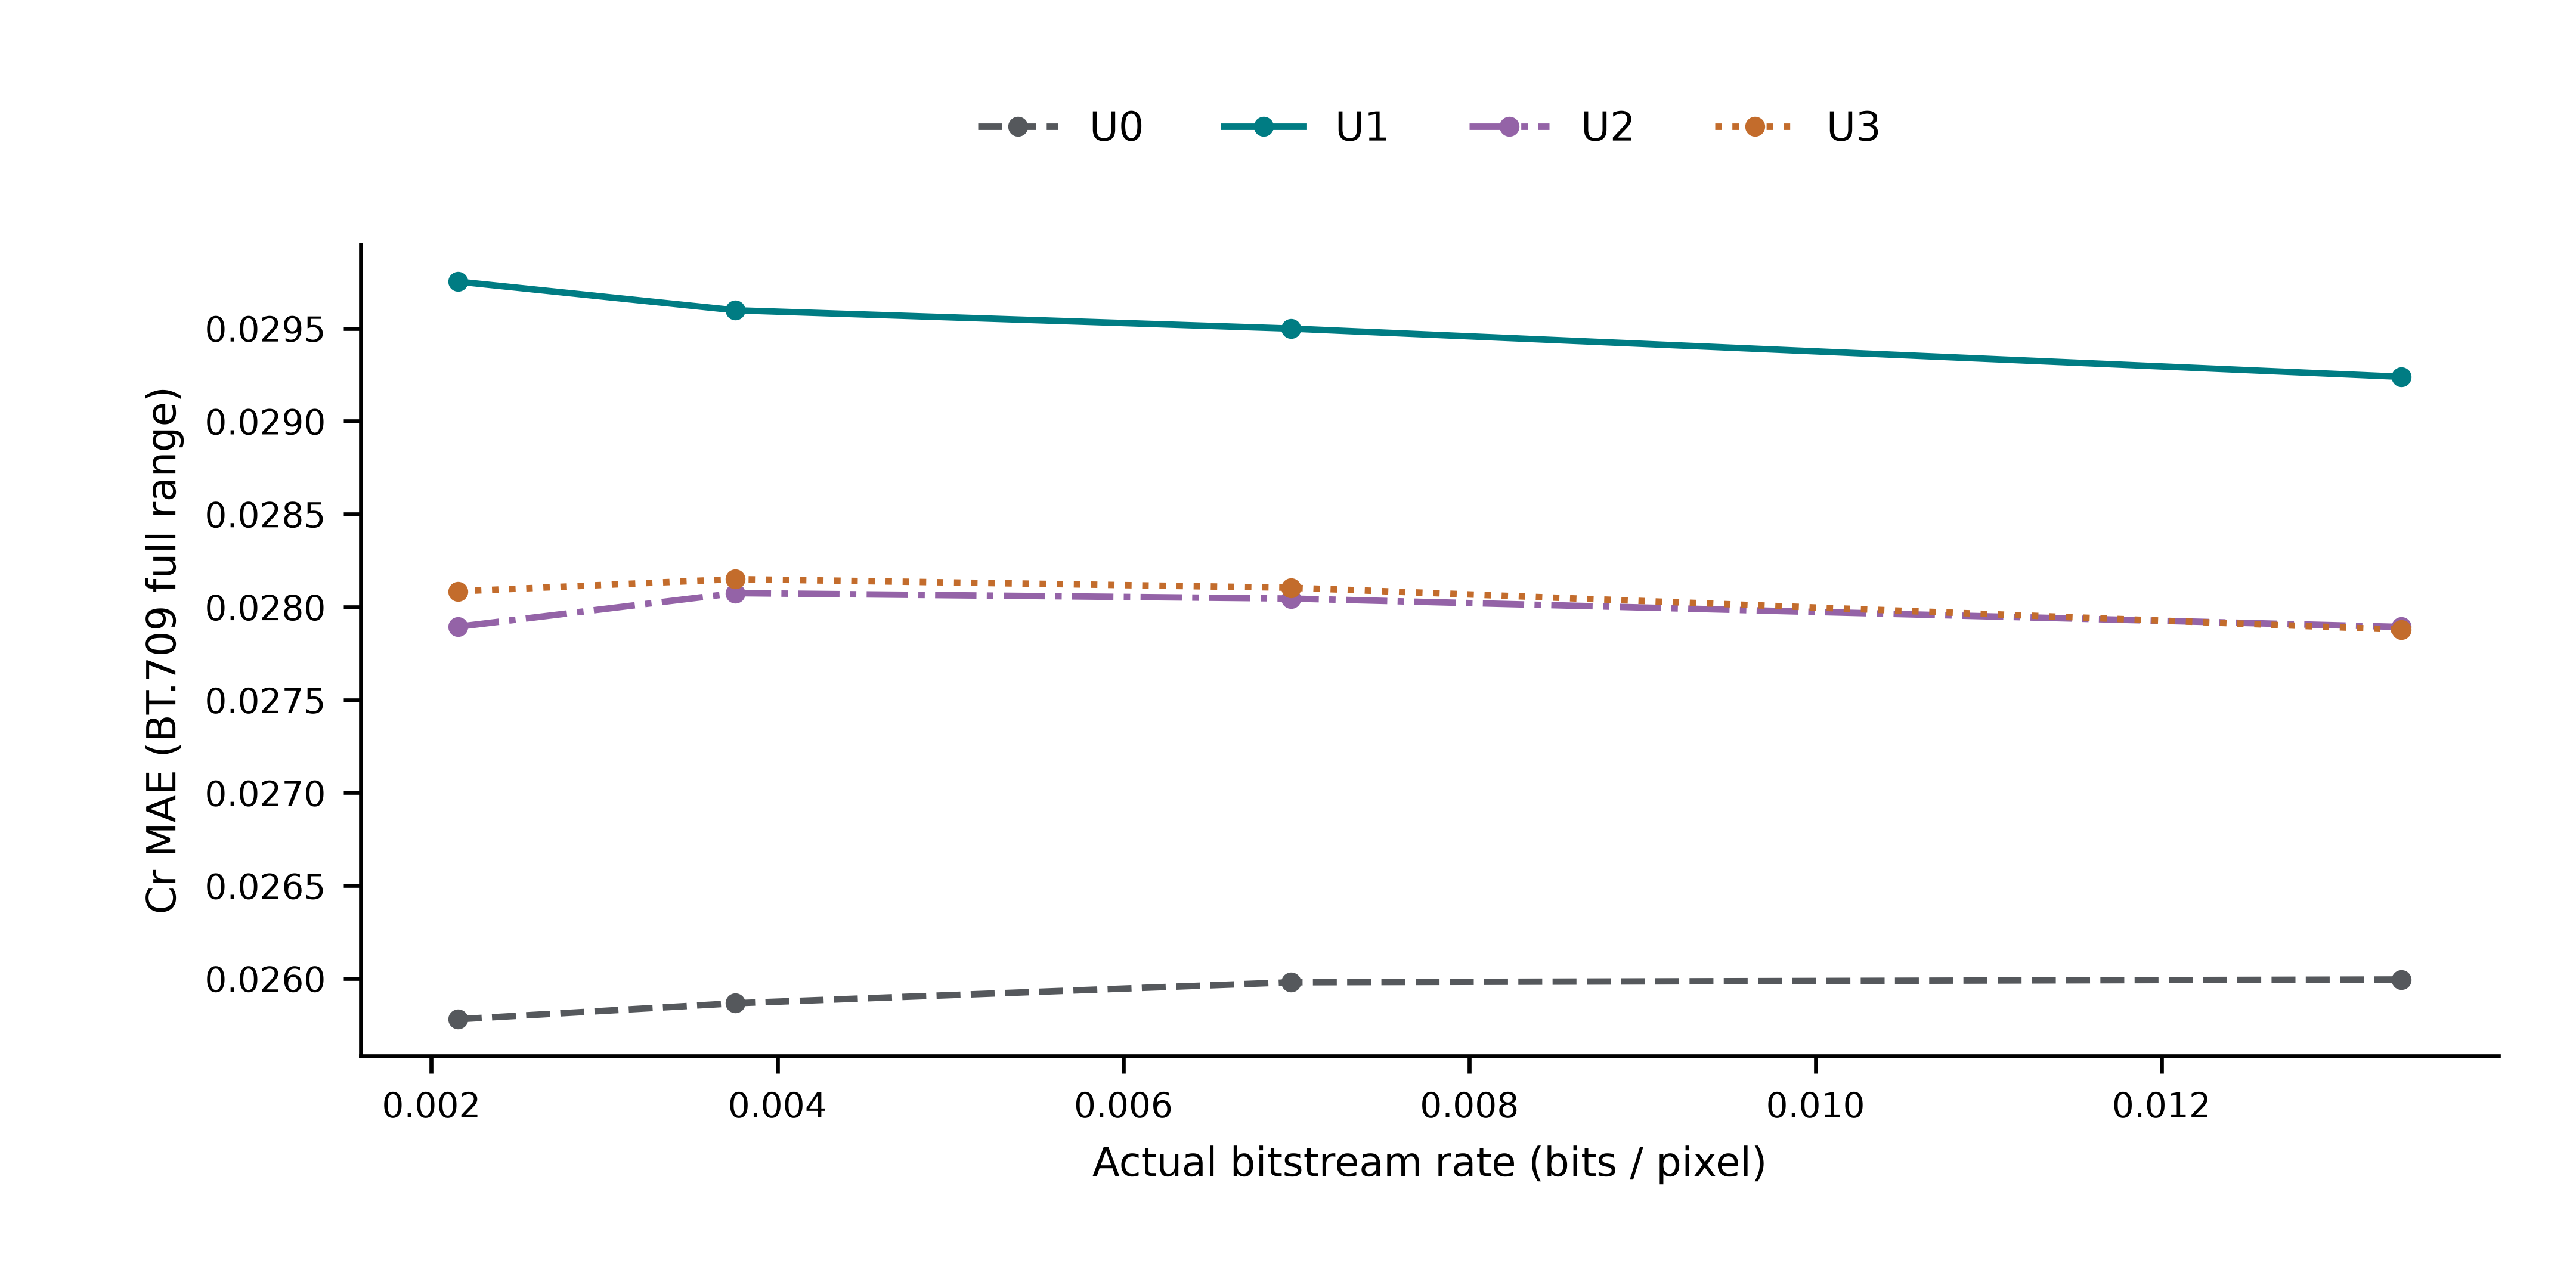 U0 U1 U2 U3
Cr MAE (BT.709 full range)
0.0295
0.0290
0.0285
0.0280
0.0275
0.0270
0.0265
0.0260
0.002 0.004 0.006 0.008 0.010 0.012
Actual bitstream rate (bits / pixel)